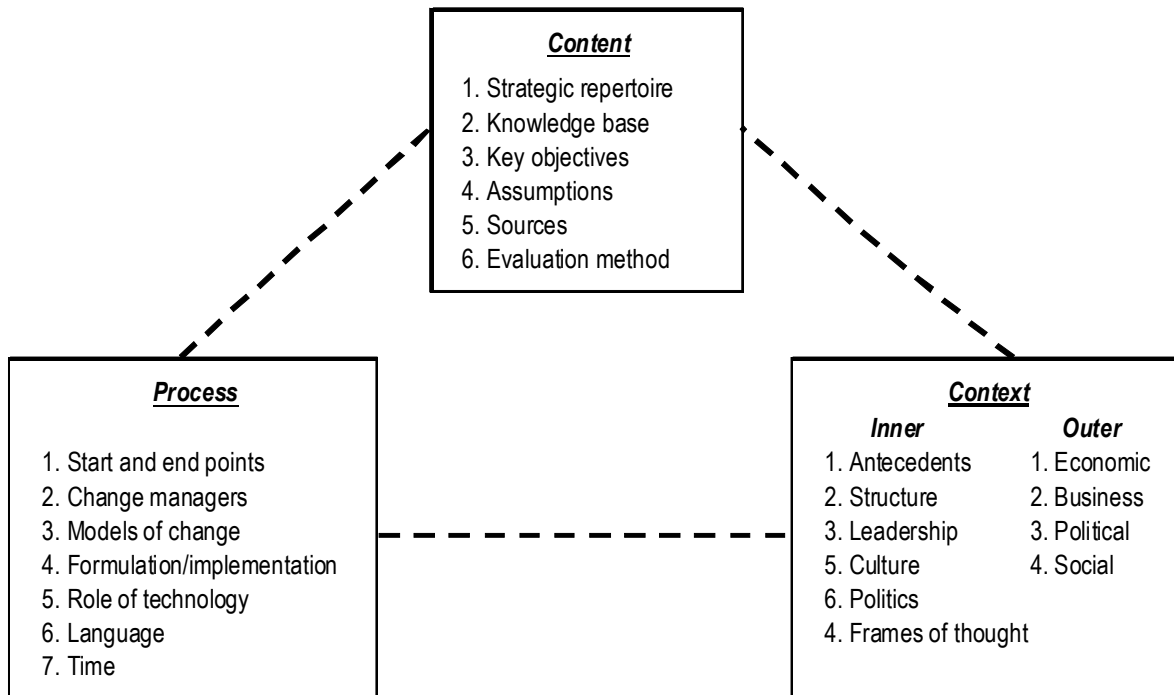 Content
1. Strategic repertoire
2. Knowledge base
3. Key objectives
4. Assumptions
5. Sources
6. Evaluation method
Process
1. Start and end points
2. Change managers
3. Models of change
4. Formulation/implementation
5. Role of technology
6. Language
7. Time
Context
Inner
1. Antecedents
2. Structure
3. Leadership
5. Culture
6. Politics
4. Frames of thought
Outer
1. Economic
2. Business
3. Political
4. Social